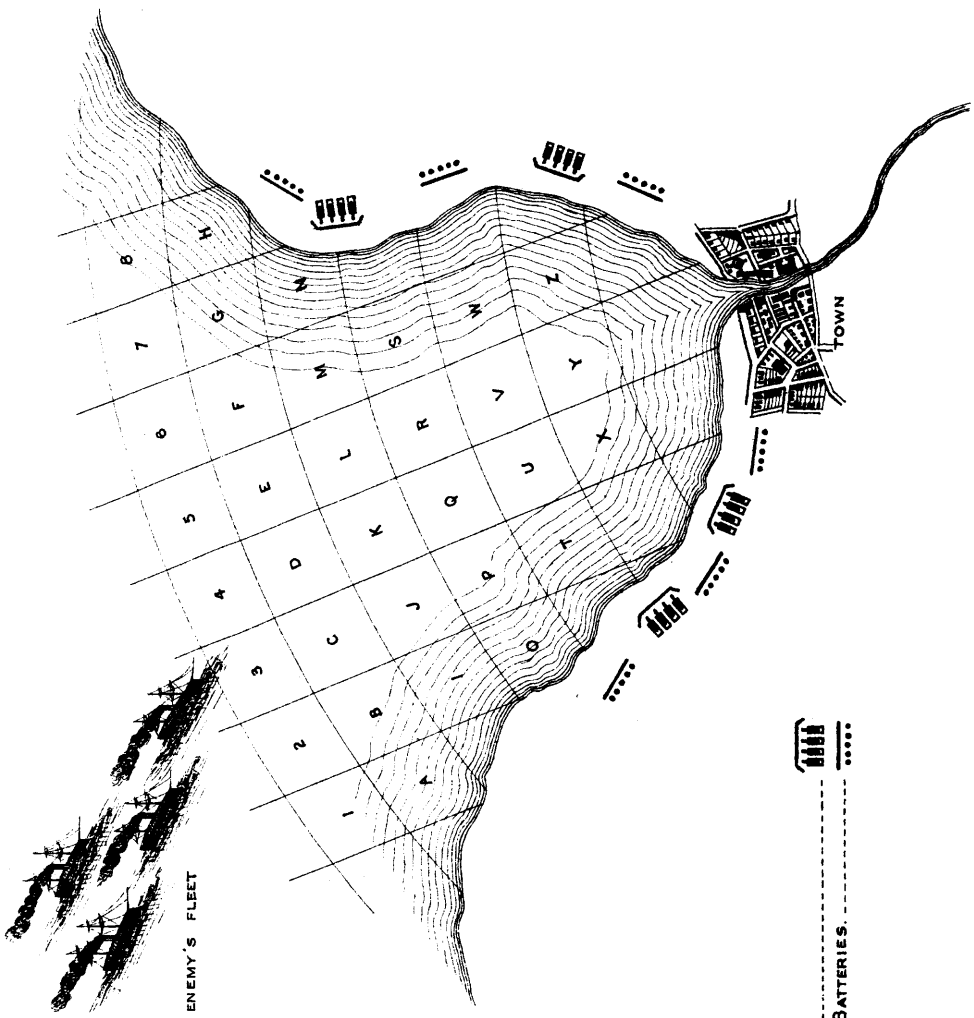 ENEMY'S FLEET
1 2 3 4 5 6 7 8
A B C D E F G H
I J K L M N
O P Q R S
T U V W
X Y Z
TOWN
BATTERIES.